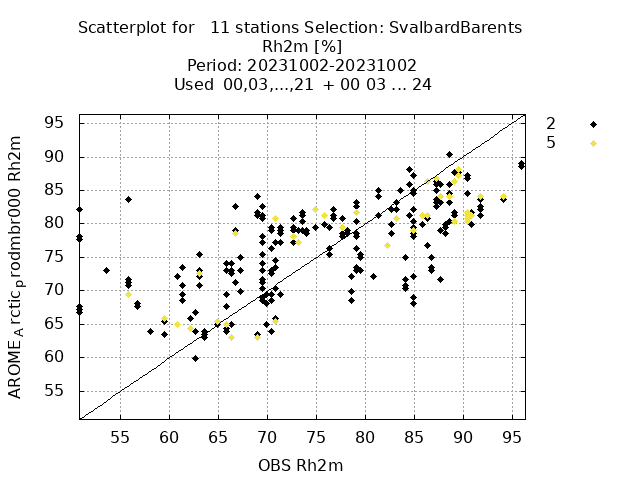 Scatterplot for   11 stations Selection: SvalbardBarents
Rh2m [%]
Period: 20231002-20231002
Used  00,03,...,21  + 00 03 ... 24
2
5
95
90
85
80
75
70
65
60
55
AROME_Arctic_prodmbr000 Rh2m
55 60 65 70 75 80 85 90 95
OBS Rh2m